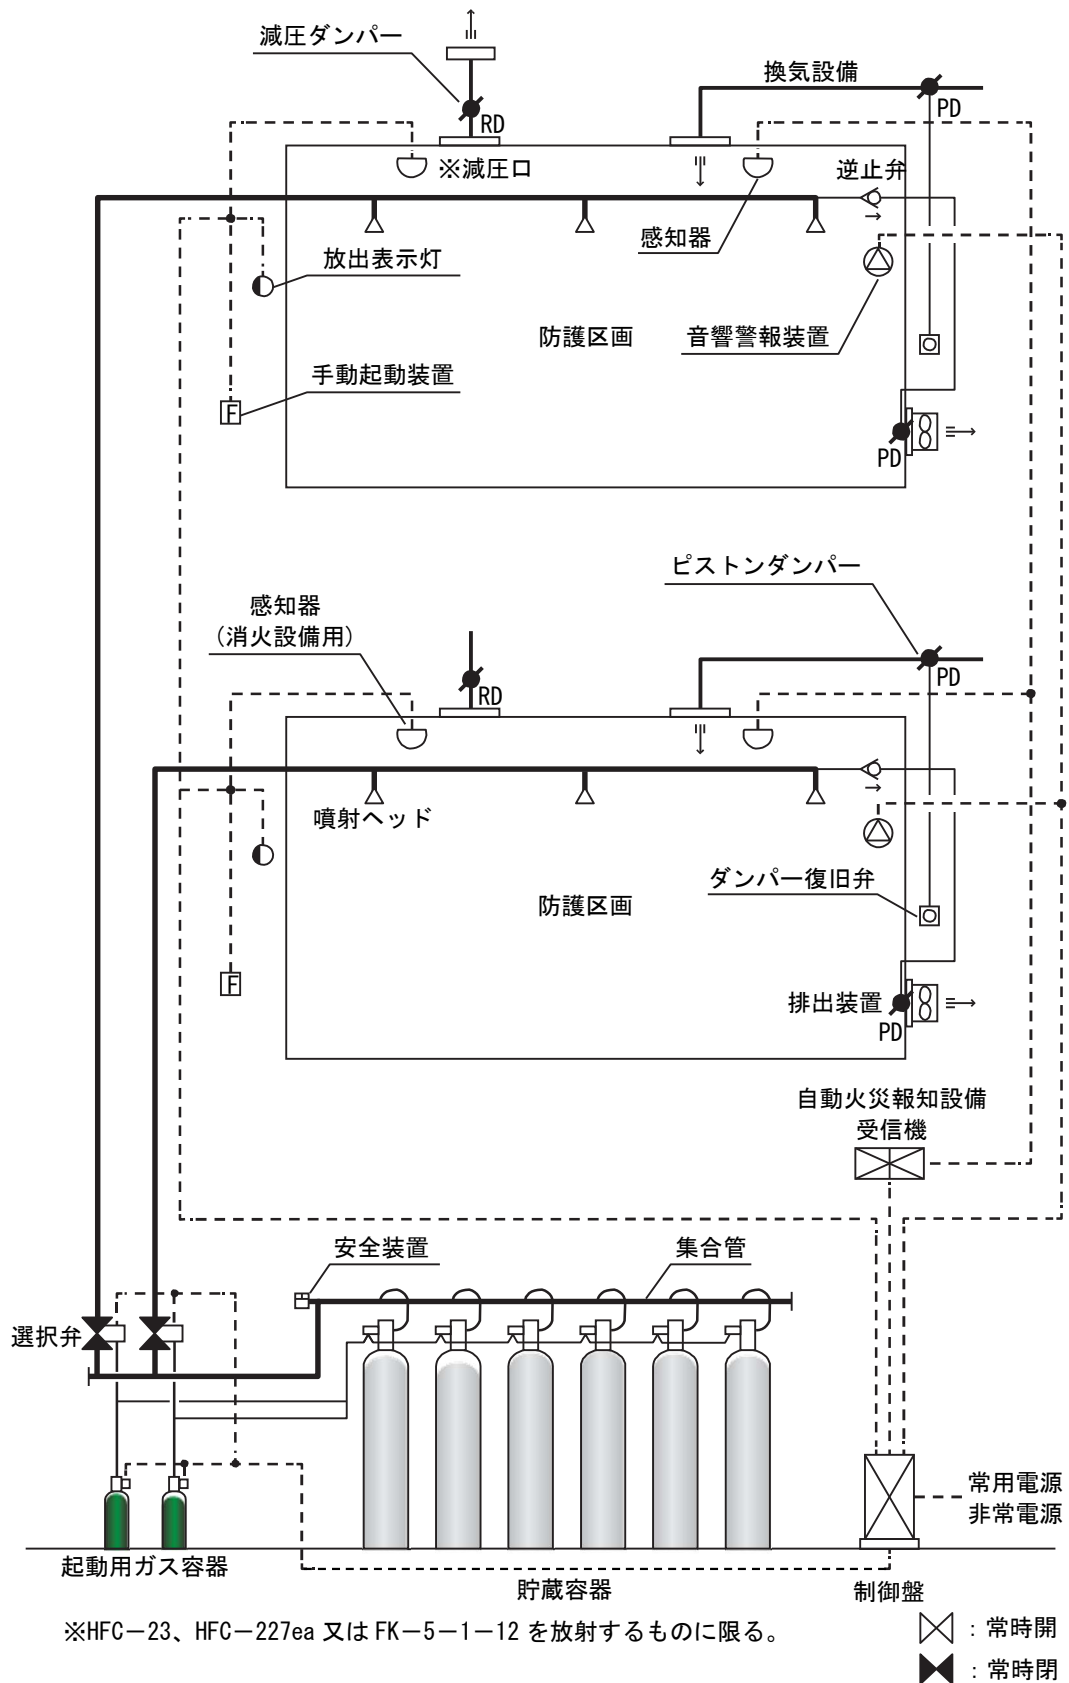 減圧ダンパー
換気設備
PD
RD
※減圧口
逆止弁
感知器
放出表示灯
防護区画
音響警報装置
手動起動装置
F
PD
ピストンダンパー
感知器
(消火設備用)
RD
PD
噴射ヘッド
ダンパー復旧弁
防護区画
F
排出装置
PD
自動火災報知設備
受信機
安全装置
集合管
選択弁
常用電源
非常電源
起動用ガス容器
貯蔵容器
制御盤
※HFC－23、HFC－227ea 又は FK－5－1－12 を放射するものに限る。
：常時開
：常時閉